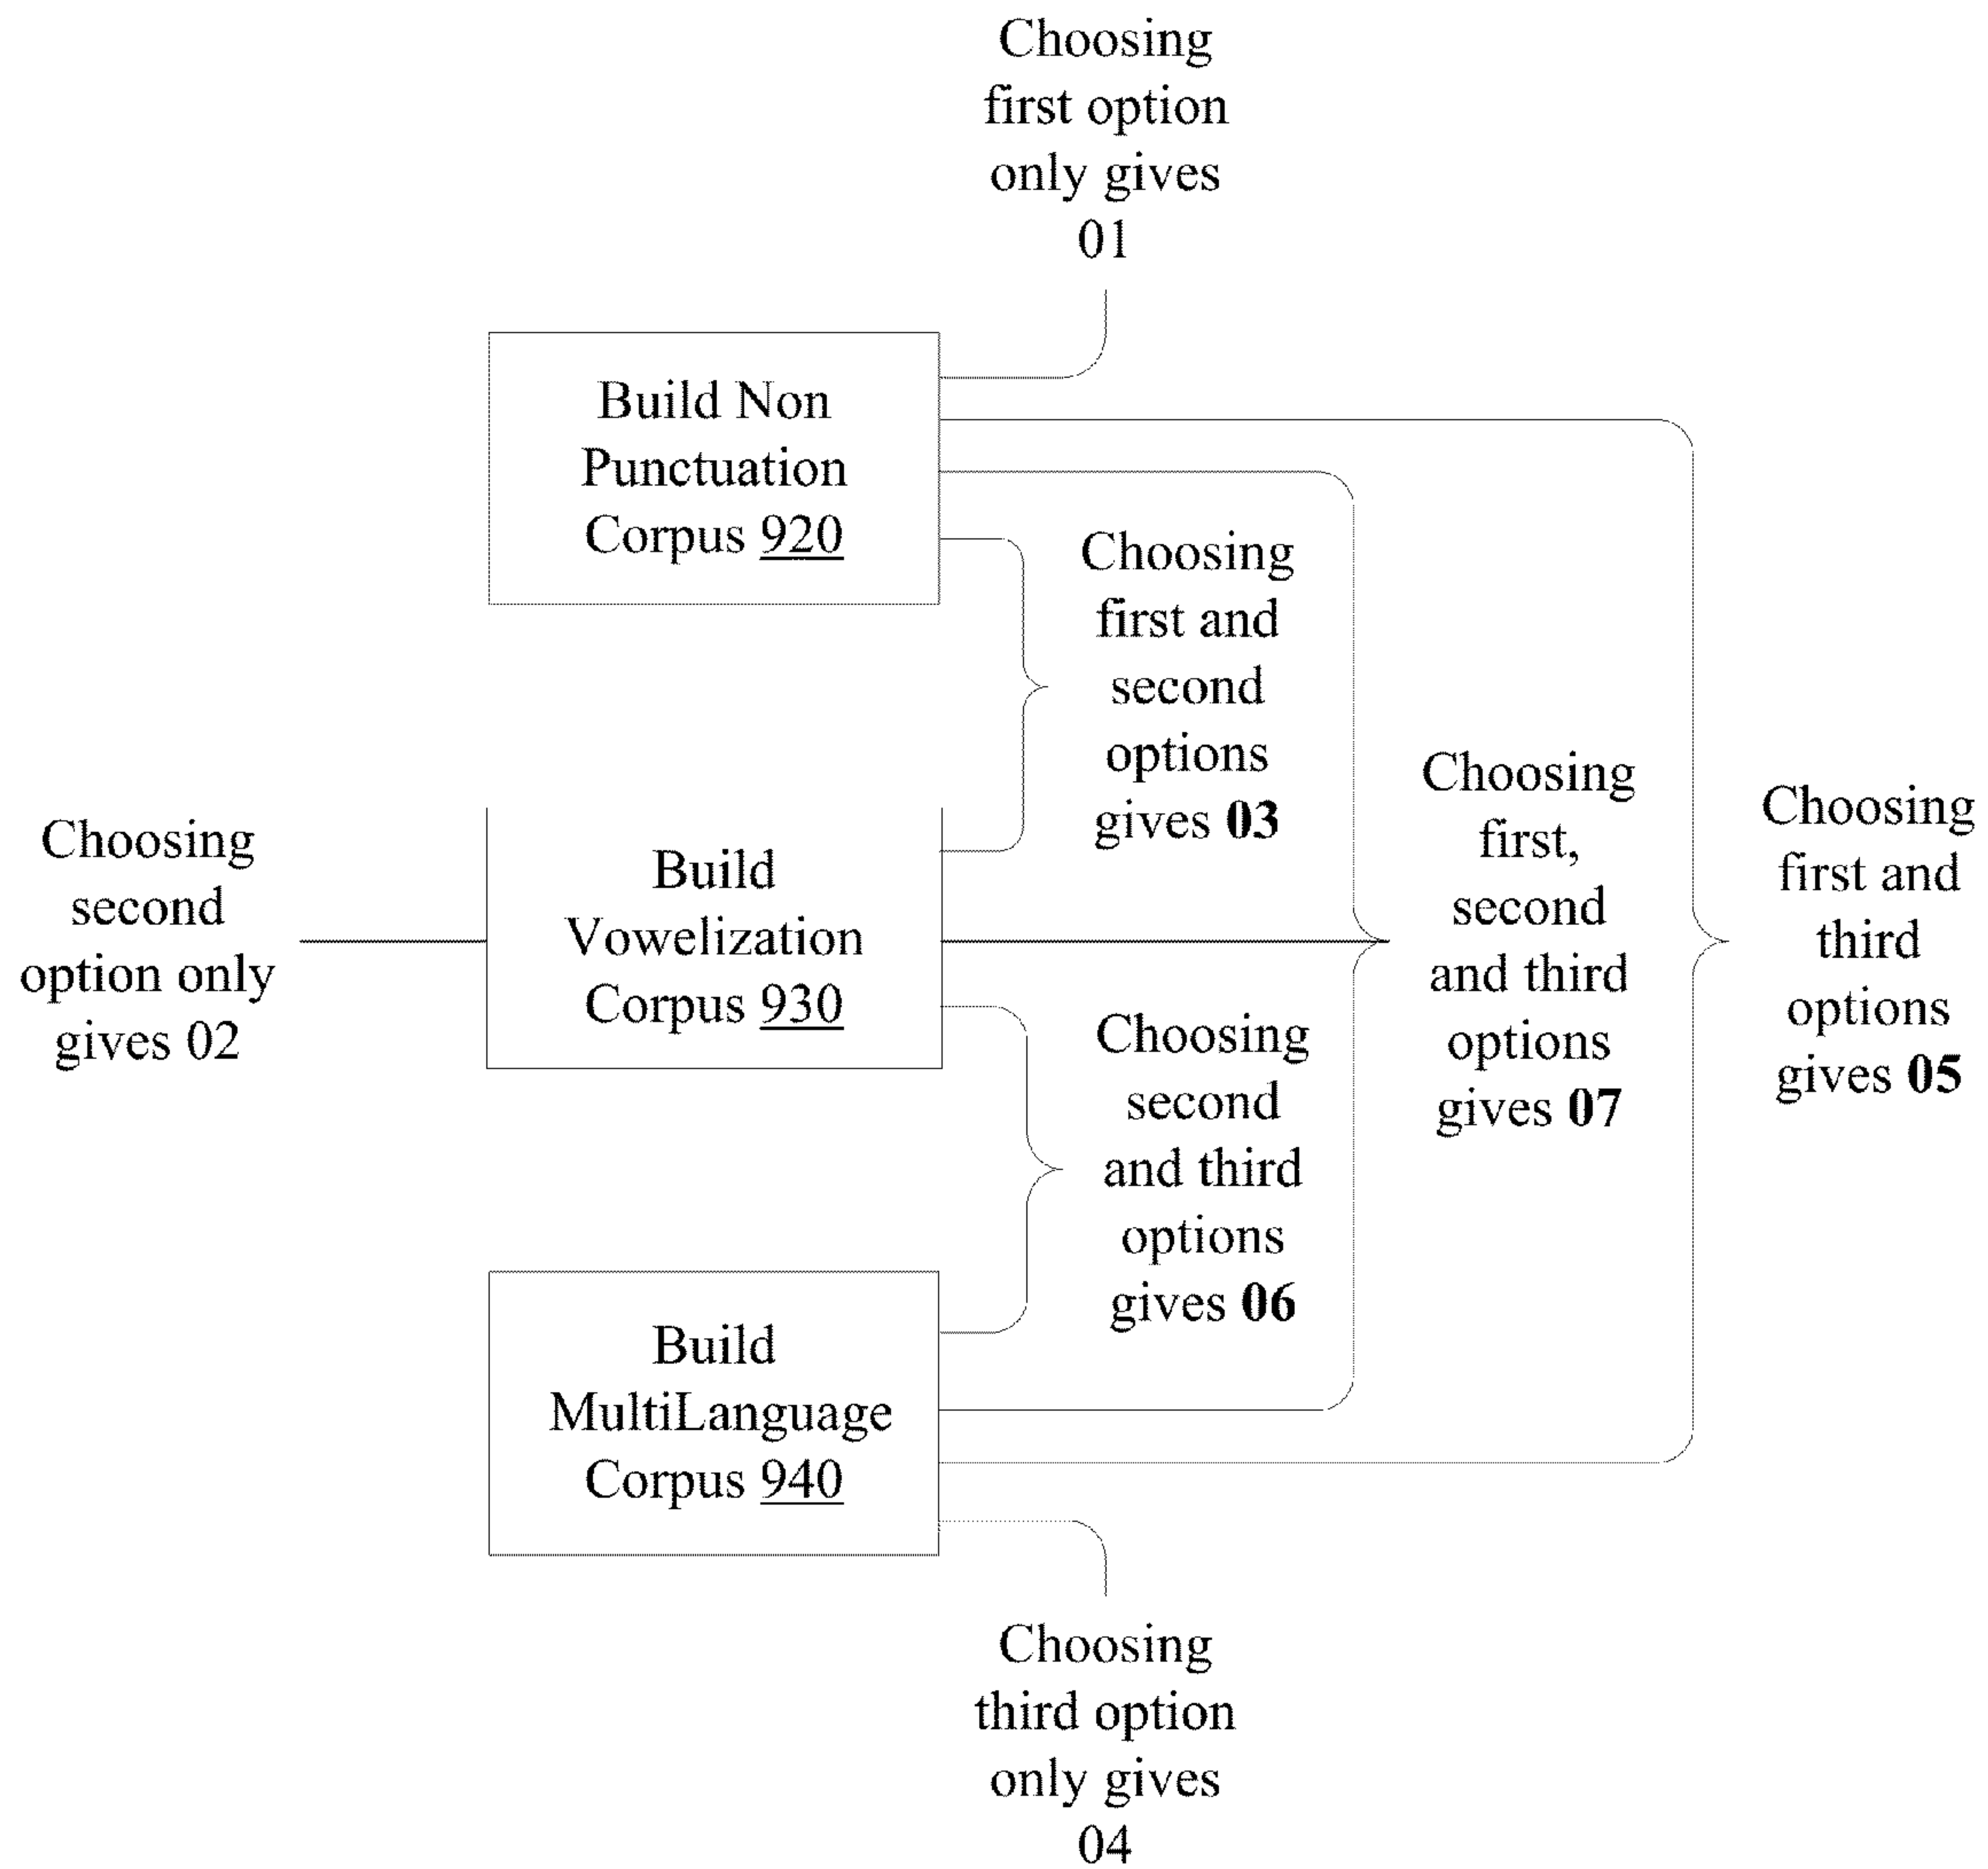 Choosing
first option
only gives
01
Build Non
Punctuation
Corpus 920
Choosing
first and
second
options
gives 03
Choosing
second
option only
gives 02
Build
Vowelization
Corpus 930
Choosing
first,
second
and third
options
gives 07
Choosing
first and
third
options
gives 05
Choosing
second
and third
options
gives 06
Build
MultiLanguage
Corpus 940
Choosing
third option
only gives
04